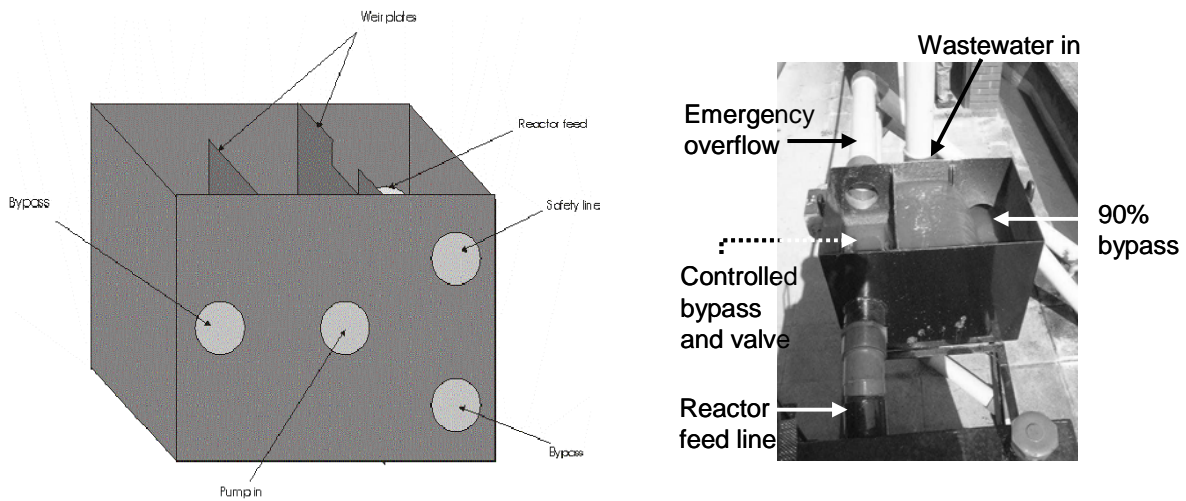 Weir plates
Reactor feed
Bypass
Safety line
Bypass
Pump in
Wastewater in
Emergency
overflow
90%
bypass
Controlled
bypass
and valve
Reactor
feed line